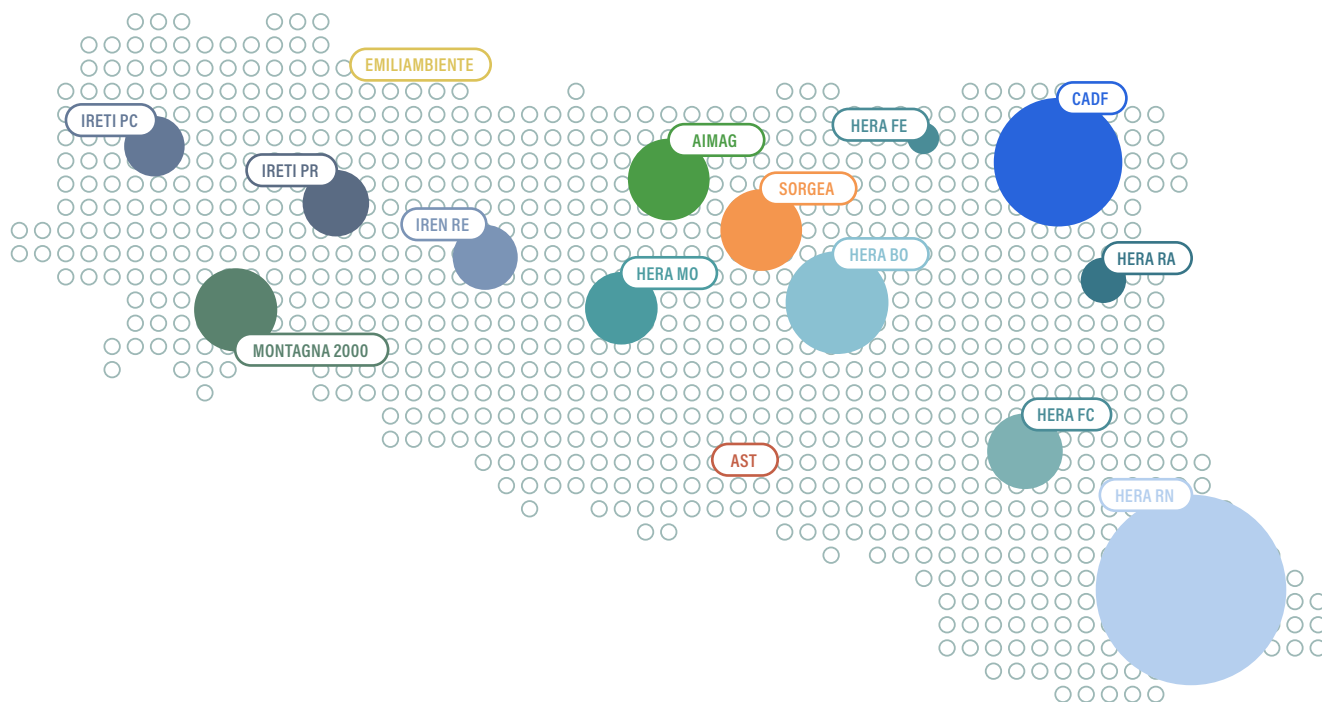 EMILIAMBIENTE
CADF
IRETI PC
HERA FE
AIMAG
IRETI PR
SORGEA
IREN RE
HERA BO
HERA RA
HERA MO
MONTAGNA 2000
HERA FC
AST
HERA RN